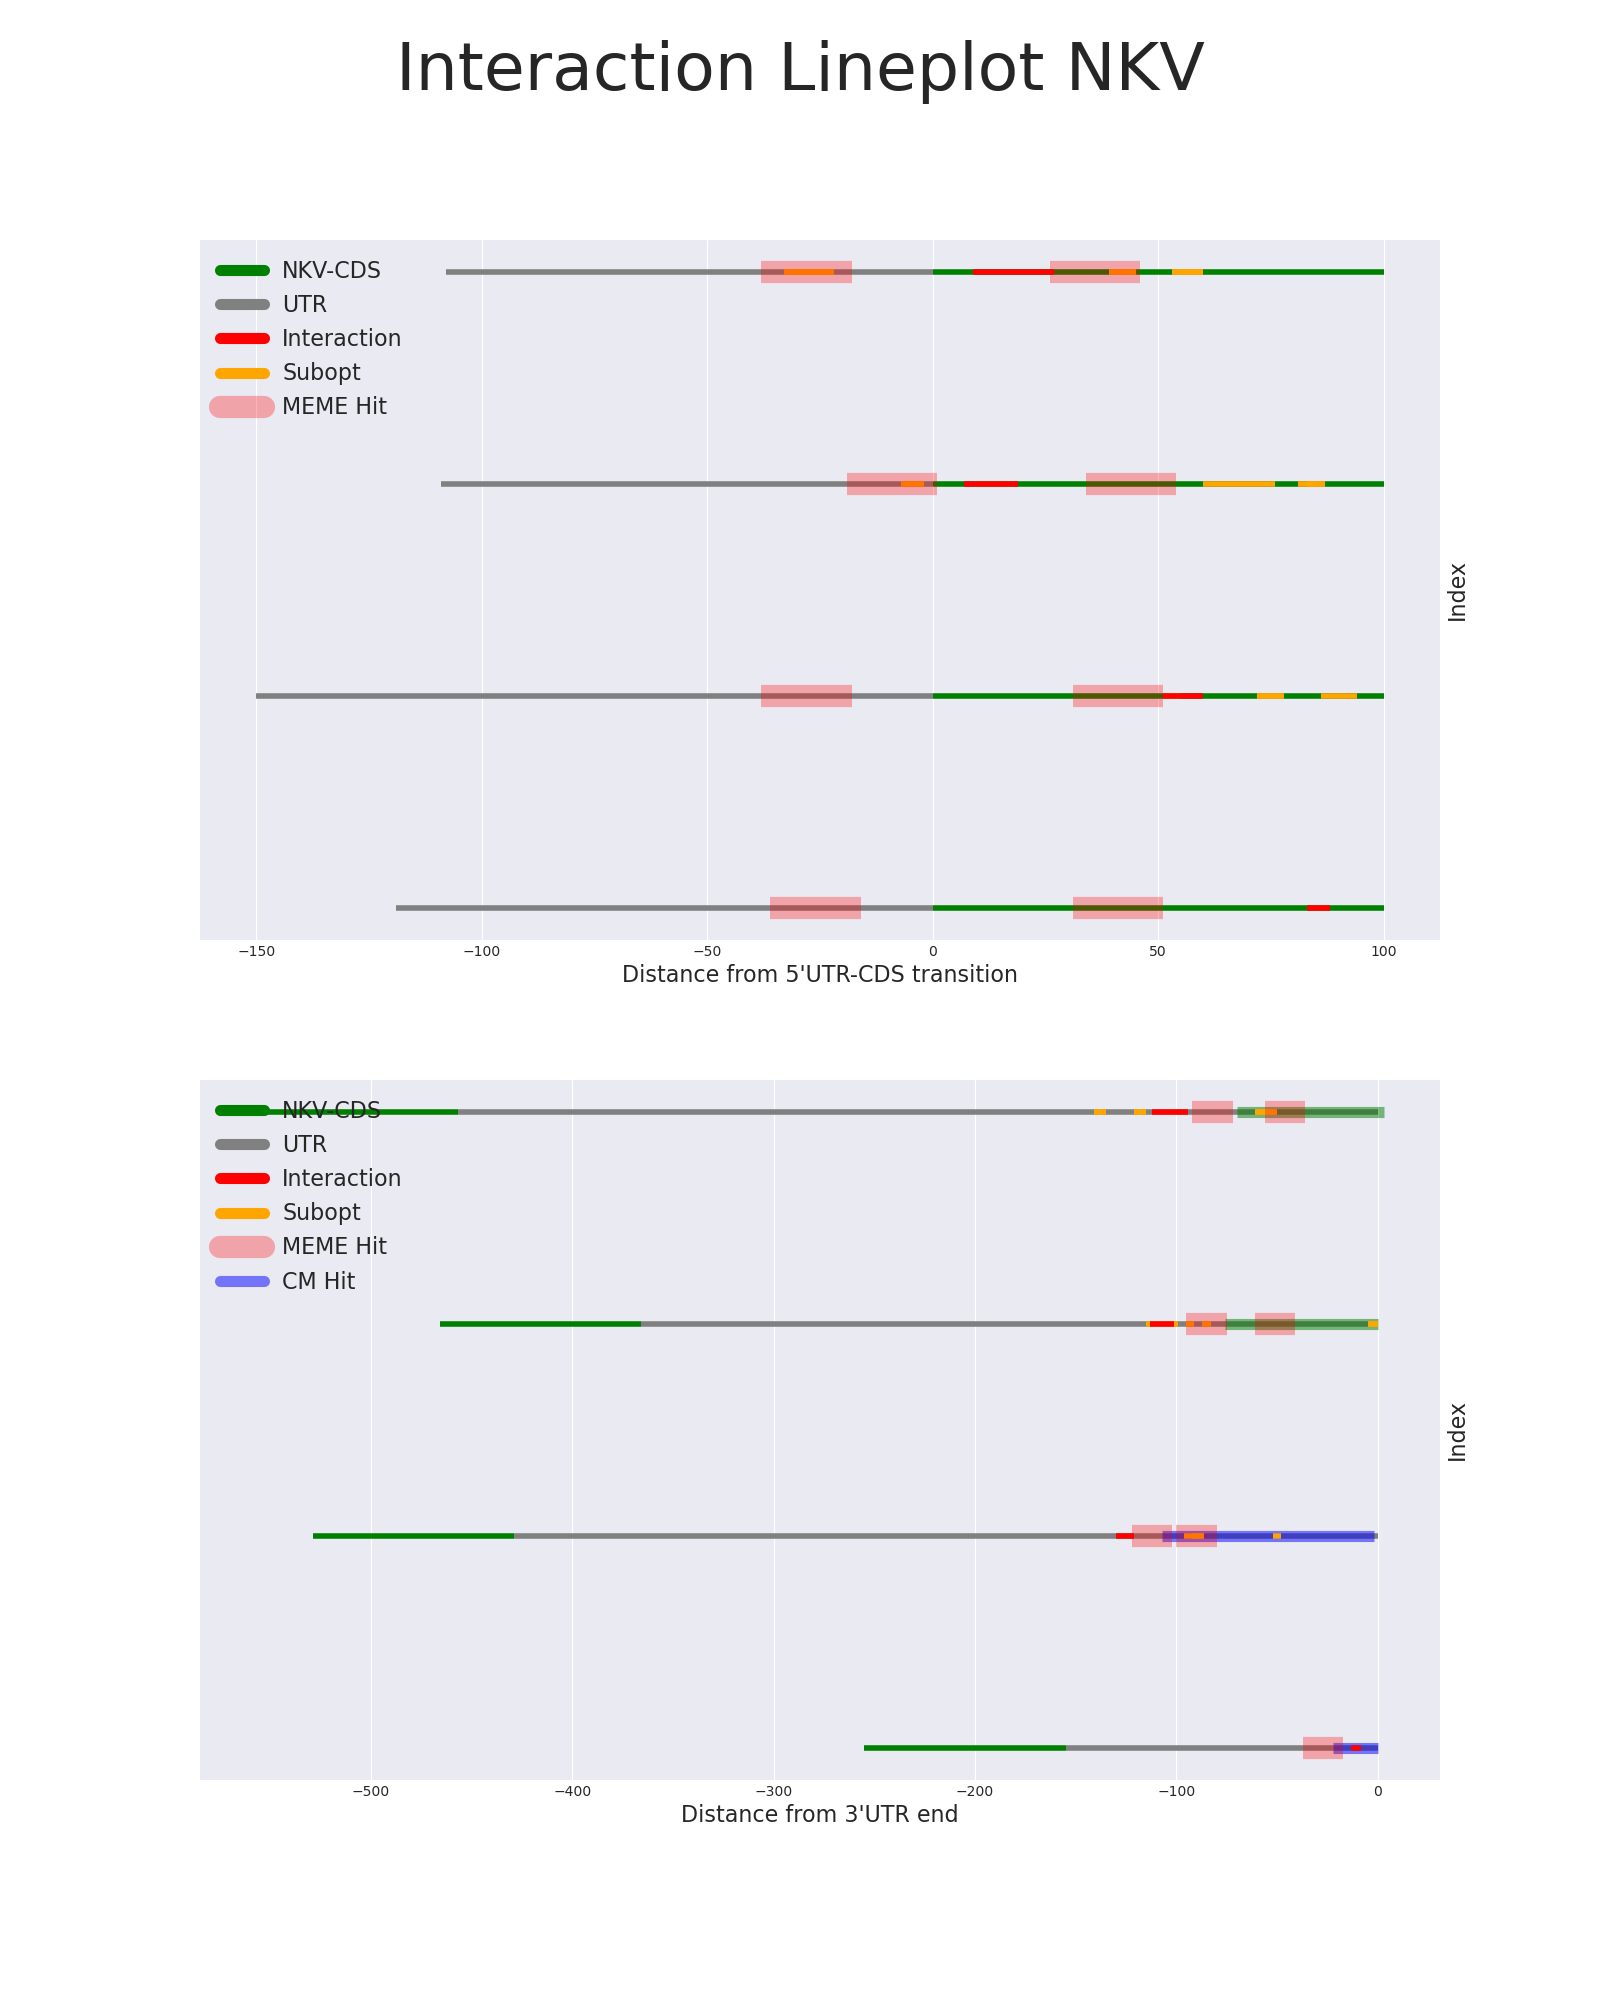 Interaction Lineplot NKV
NKV-CDS
UTR
Interaction
Subopt
MEME Hit
Index
−150 −100 −50 0 50 100
Distance from 5'UTR-CDS transition
NKV-CDS
UTR
Interaction
Subopt
MEME Hit
CM Hit
Index
−500 −400 −300 −200 −100 0
Distance from 3'UTR end